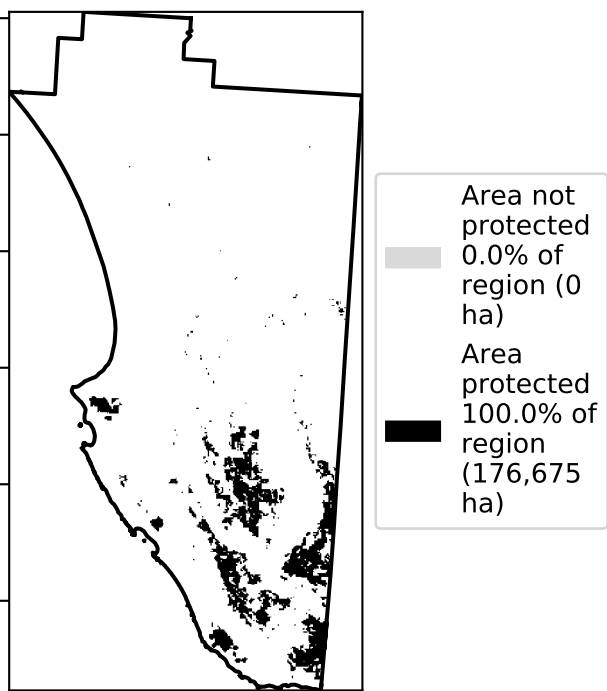 Area not
protected
0.0% of
region (0
ha)
Area
protected
100.0% of
region
(176,675
ha)